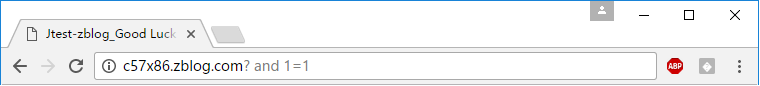 Jtest-zblog_Good Luck
c57x86.zblog.com? and 1=1
ABP